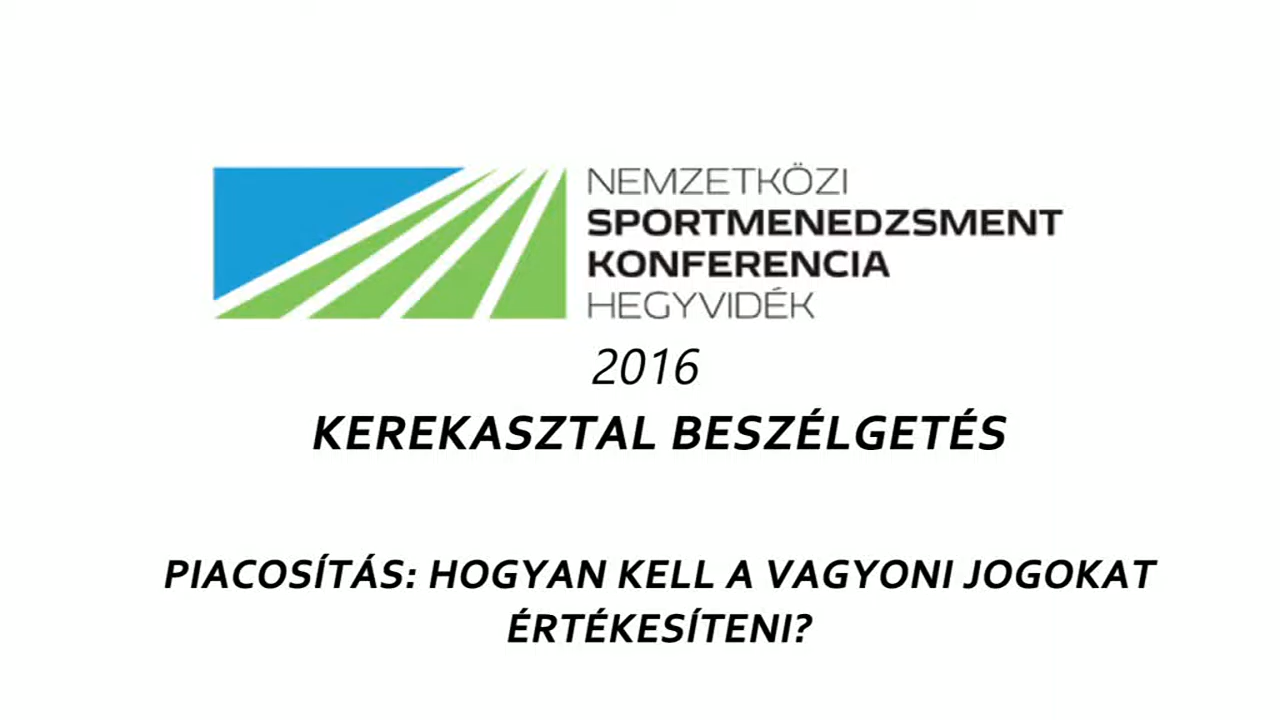 NEMZETKÖZI
SPORTMENEDZSMENT
KONFERENCIA
HEGYVIDÉK
2016
KEREKASZTAL BESZÉLGETÉS
PIACOSÍTÁS: HOGYAN KELL A VAGYONI JOGOKAT
ÉRTÉKESÍTENI?